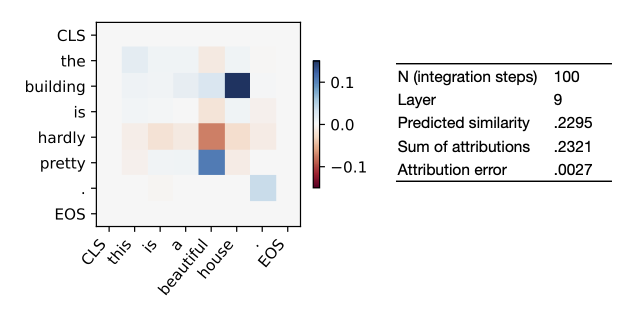 CLS
the
building
is
hardly
pretty
.
EOS
CLS
this
is
a
beautiful
house
.
EOS
0.1
0.0
−0.1
N (integration steps) 100
Layer 9
Predicted similarity .2295
Sum of attributions .2321
Attribution error .0027